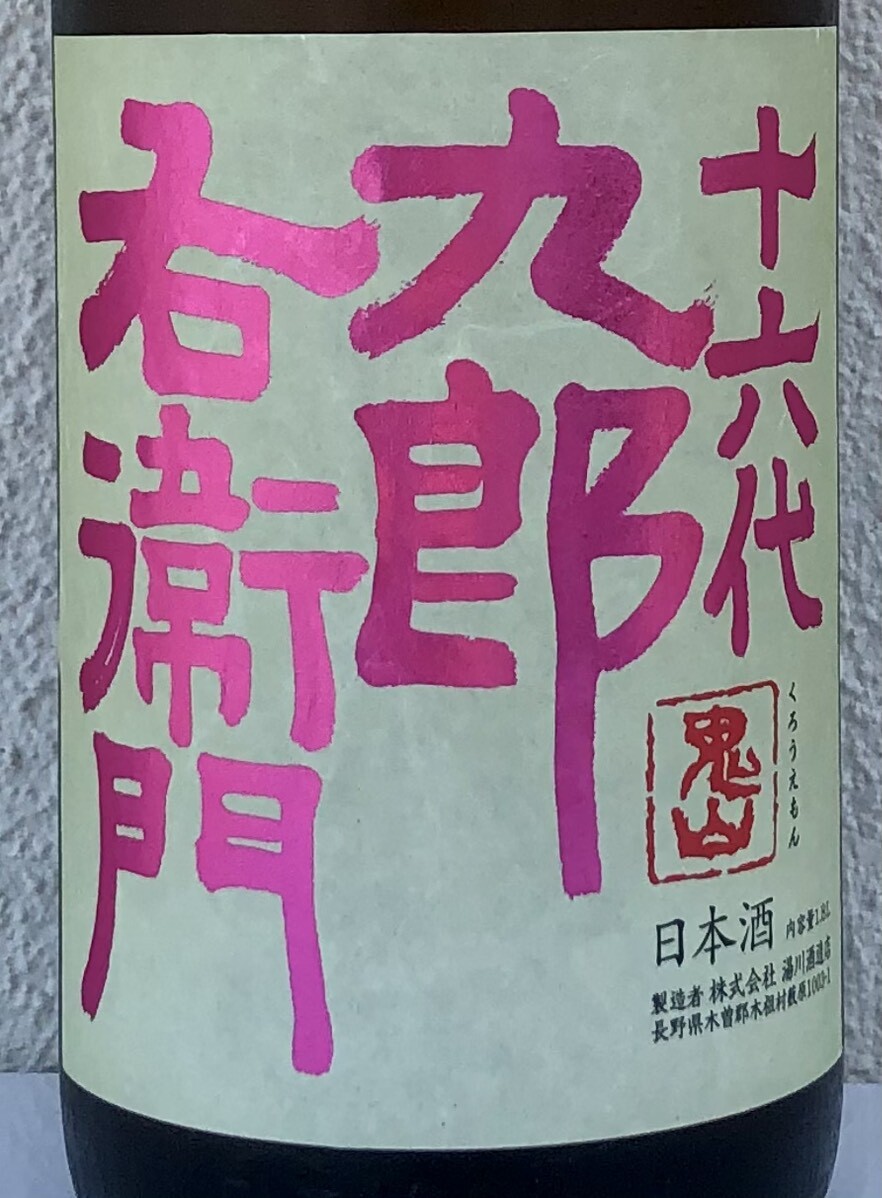 十六代
九郎
右衛門
くろうえもん
鬼山
日本酒 内容量1.8L
製造者 株式会社 湯川酒造店
長野県木曽郡木祖村薮原1003-1